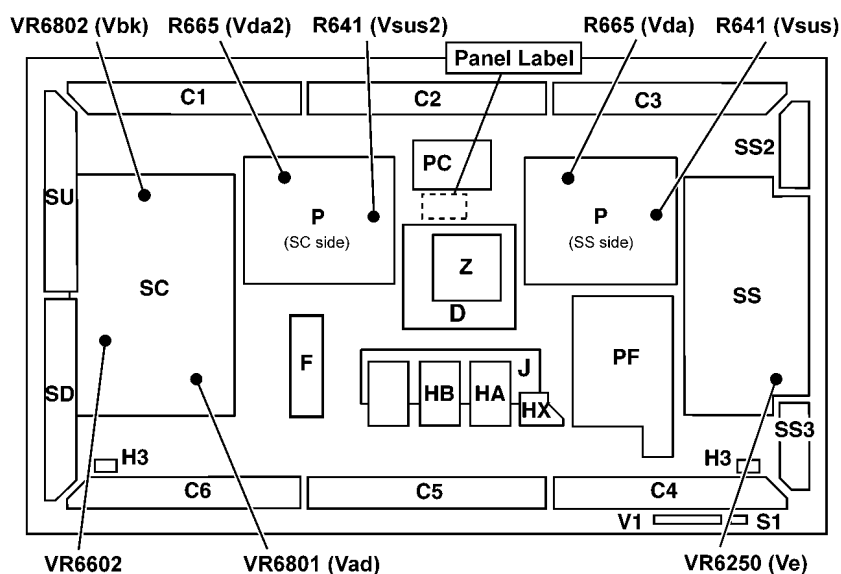 VR6802 (Vbk) R665 (Vda2) R641 (Vsus2) R665 (Vda) R641 (Vsus)
Panel Label
C1 C2 C3
SS2
PC
SU
P
(SC side)
P
(SS side)
Z
SC
SS
D
PF
F
J
SD
HB HA
HX
SS3
H3 H3
C6 C5 C4
V1 S1
VR6602 VR6801 (Vad) VR6250 (Ve)